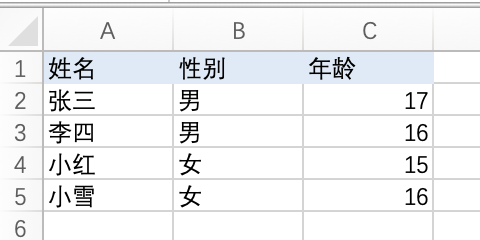 A B C
1 姓名 性别 年龄
2 张三 男 17
3 李四 男 16
4 小红 女 15
5 小雪 女 16
6